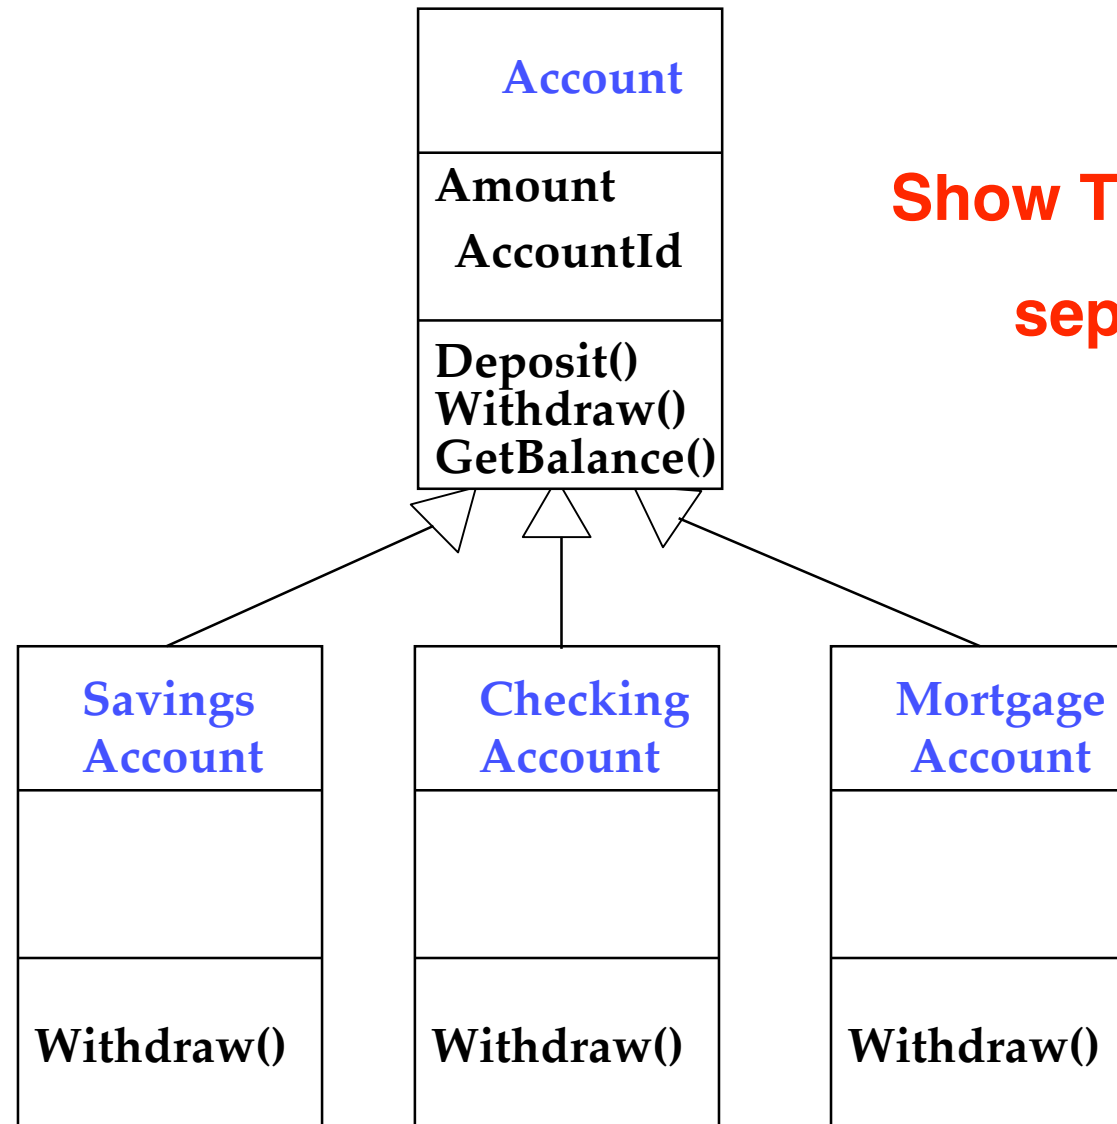 Account
Amount
AccountId
Show T
sep
Deposit()
Withdraw()
GetBalance()
Savings
Account
Checking
Account
Mortgage
Account
Withdraw()
Withdraw()
Withdraw()